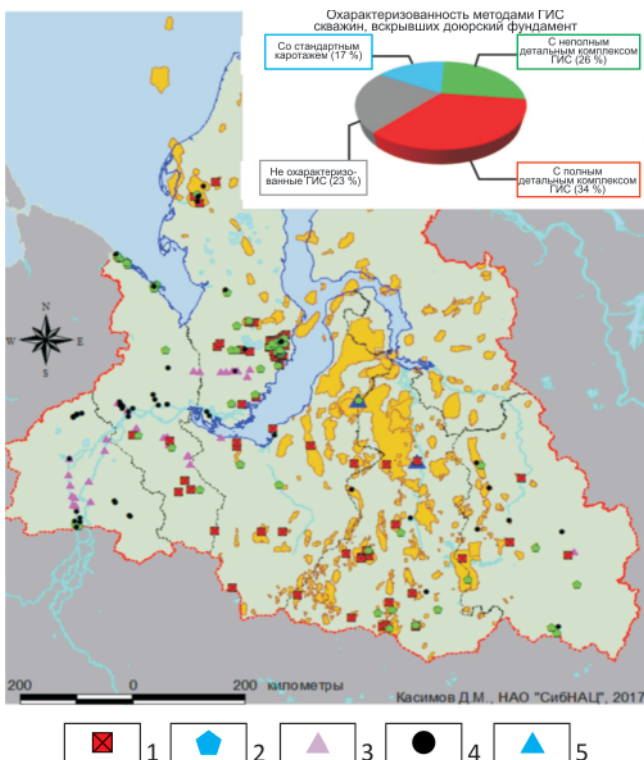 Охарактеризованность методами ГИС
скважин, вскрывших доюрский фундамент
Со стандартным
каротажем (17 %)
С неполным
детальным комплексом
ГИС (26 %)
Не охарактеризо-
ванные ГИС (23 %)
С полным
детальным комплексом
ГИС (34 %)
N
W
E
S
200
0
200
километры
Касимов Д.М., НАО "СибНАЦ", 2017
1
2
3
4
5